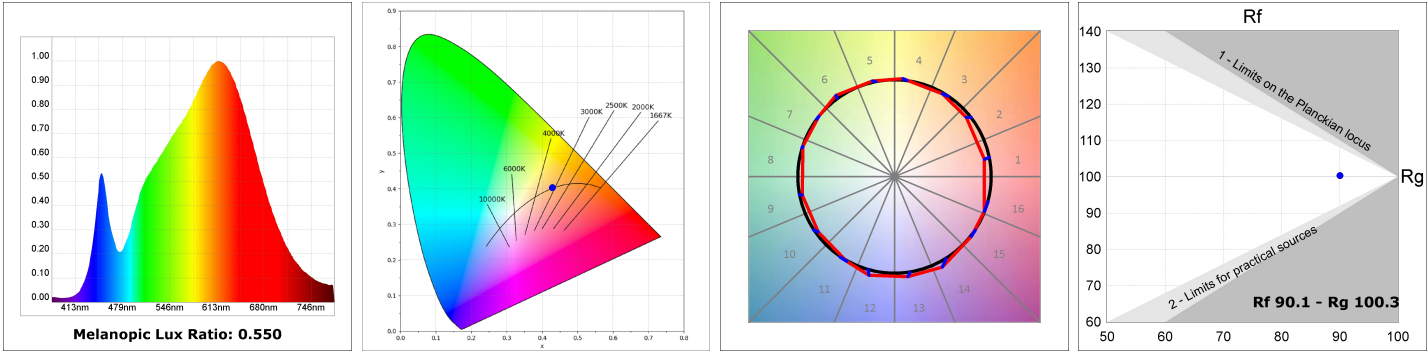 1.00
0.90
0.80
0.70
0.60
0.50
0.40
0.30
0.20
0.10
0.00
413nm 479nm 546nm 613nm 680nm 746nm
Melanopic Lux Ratio: 0.550
0.9
0.8
0.7
0.6
0.5
0.4
0.3
0.2
0.1
0.0
y
0.0 0.1 0.2 0.3 0.4 0.5 0.6 0.7 0.8
x
10000K
6000K
4000K
3000K
2500K
2000K
1667K
1
2
3
4
5
6
7
8
9
10
11
12
13
14
15
16
Rf
140
130
120
110
100
90
80
70
60
50 60 70 80 90 100
Rg
1 - Limits on the Planckian locus
2 - Limits for practical sources
Rf 90.1 - Rg 100.3